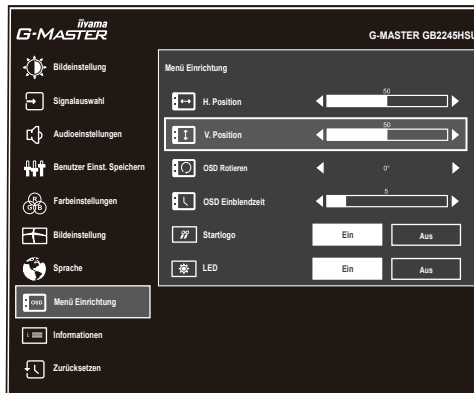 iiyama
G-MASTER
G-MASTER GB2245HSU
Bildeinstellung
Signalauswahl
Audioeinstellungen
Benutzer Einst. Speichern
R
G B
Farbeinstellungen
Bildeinstellung
Sprache
OSD
Menü Einrichtung
i
Informationen
Zurücksetzen
Menü Einrichtung
H. Position
50
V. Position
50
OSD Rotieren
0°
OSD Einblendzeit
5
Startlogo
Ein
Aus
LED
Ein
Aus